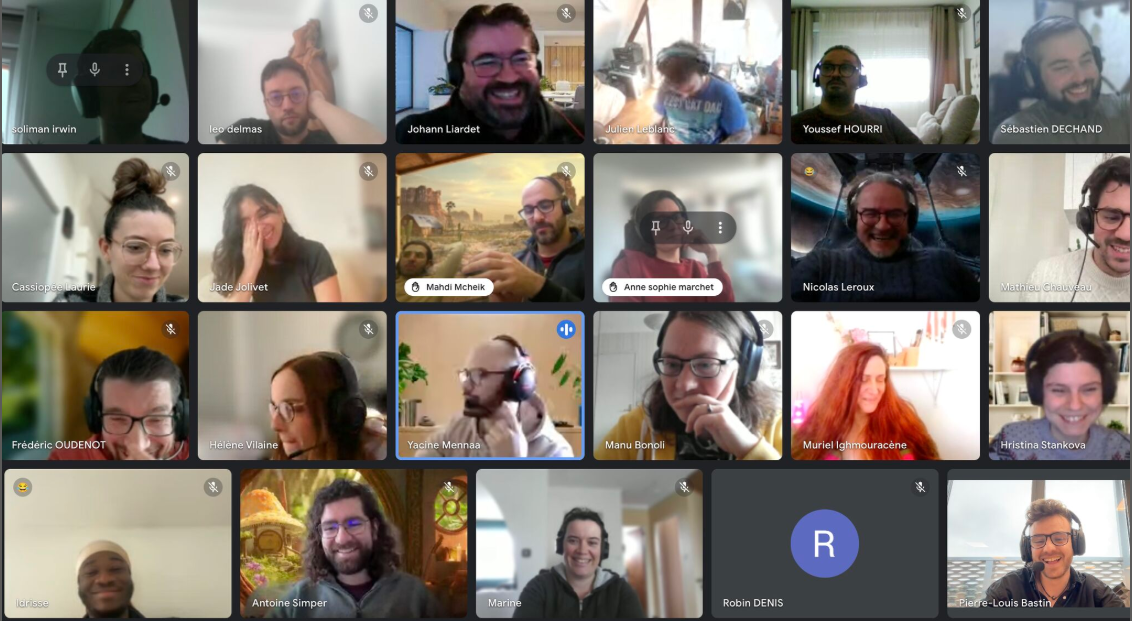 soliman irwin
leo delmas
Johann Liardet
Julien Leblanc
Youssef HOURRI
Sébastien DECHAND
Cassiopée Laurie
Jade Jolivet
Mahdi Mcheik
Anne sophie marchet
Nicolas Leroux
Mathieu Chauveau
Frédéric OUDENOT
Hélène Vilaine
Yacine Mennaa
Manu Bonoli
Muriel Ighmouracène
Hristina Stankova
Idrisse
Antoine Simper
Marine
R
Robin DENIS
Pierre-Louis Bastin